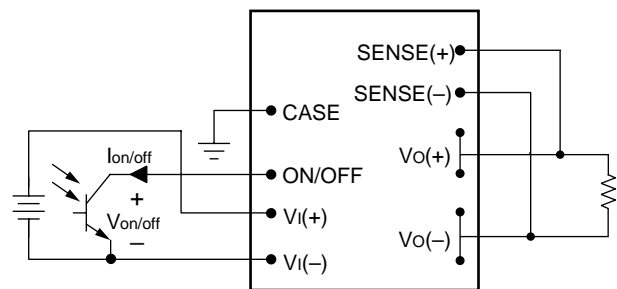 SENSE(+)
SENSE(–)
CASE
VO(+)
Ion/off
ON/OFF
+
Von/off
VI(+)
–
VO(–)
VI(–)